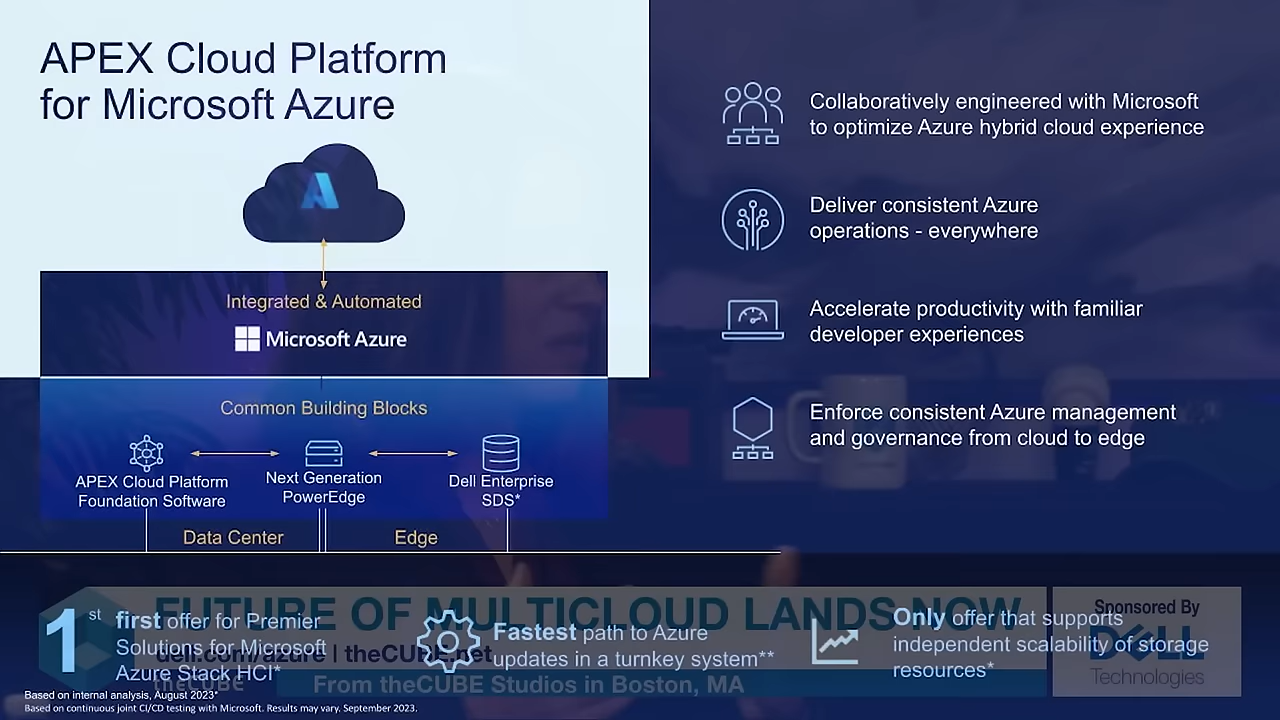 APEX Cloud Platform
for Microsoft Azure
Integrated & Automated
Microsoft Azure
Common Building Blocks
APEX Cloud Platform
Foundation Software
Next Generation
PowerEdge
Dell Enterprise
SDS*
Data Center
Edge
Collaboratively engineered with Microsoft
to optimize Azure hybrid cloud experience
Deliver consistent Azure
operations - everywhere
Accelerate productivity with familiar
developer experiences
Enforce consistent Azure management
and governance from cloud to edge
1st
first offer for Premier
Solutions for Microsoft
Azure Stack HCI*
Fastest path to Azure
updates in a turnkey system**
Only offer that supports
independent scalability of storage
resources*
FUTURE OF MULTICLOUD LANDS NOW
dell.com/azure | theCUBE.net
theCUBE
From theCUBE Studios in Boston, MA
Sponsored By
DELL
Technologies
Based on internal analysis, August 2023*
Based on continuous joint CI/CD testing with Microsoft. Results may vary. September 2023.